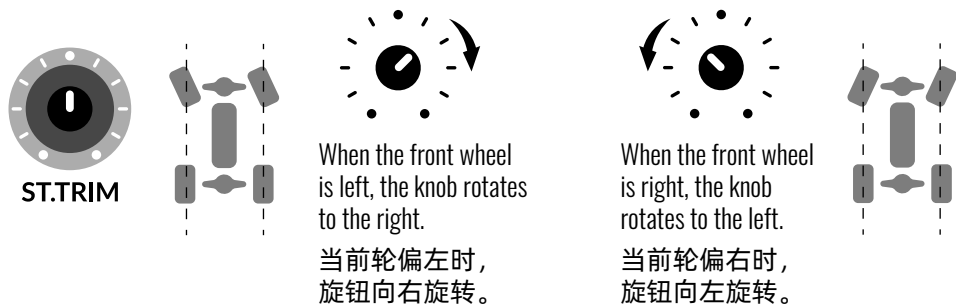 ST.TRIM
When the front wheel
is left, the knob rotates
to the right.
当前轮偏左时，
旋钮向右旋转。
When the front wheel
is right, the knob
rotates to the left.
当前轮偏右时，
旋钮向左旋转。